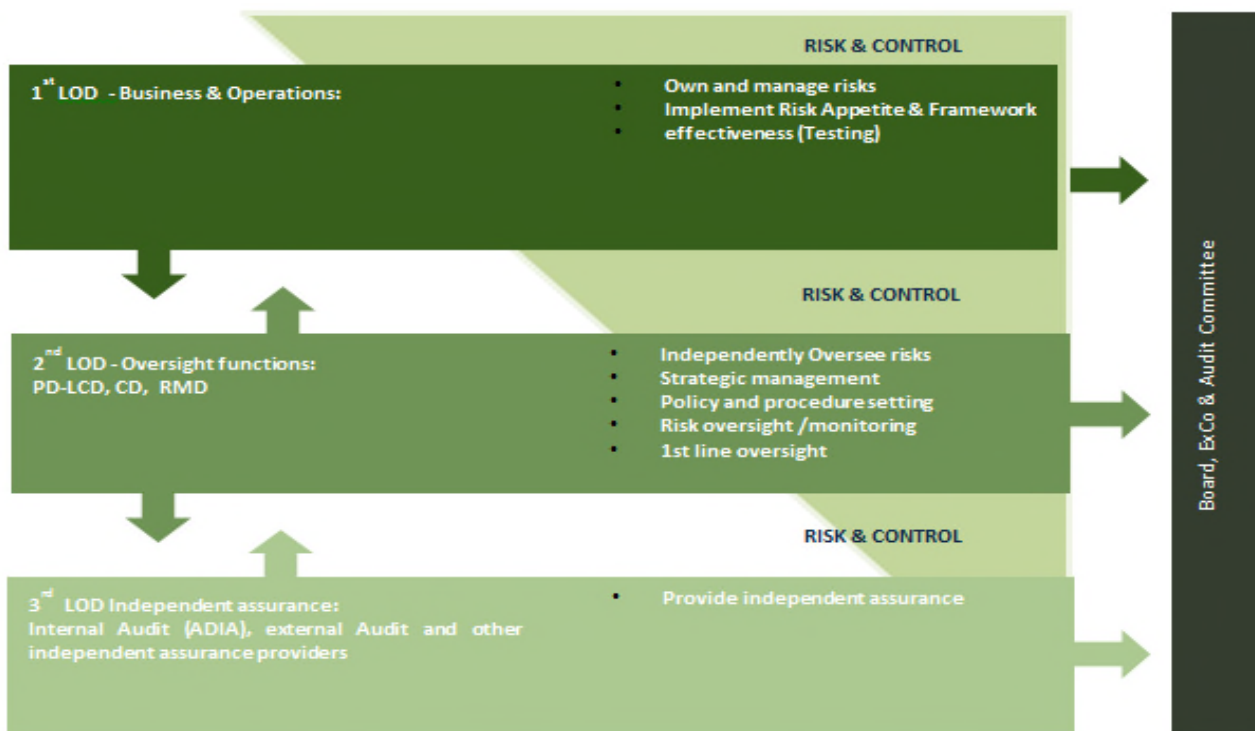 RISK & CONTROL
1st LOD - Business & Operations:
• Own and manage risks
• Implement Risk Appetite & Framework
• effectiveness (Testing)
RISK & CONTROL
2nd LOD - Oversight functions:
PD-LCD, CD, RMD
• Independently Oversee risks
• Strategic management
• Policy and procedure setting
• Risk oversight /monitoring
• 1st line oversight
RISK & CONTROL
3rd LOD Independent assurance:
Internal Audit (ADIA), external Audit and other
independent assurance providers
• Provide independent assurance
Board, ExCo & Audit Committee